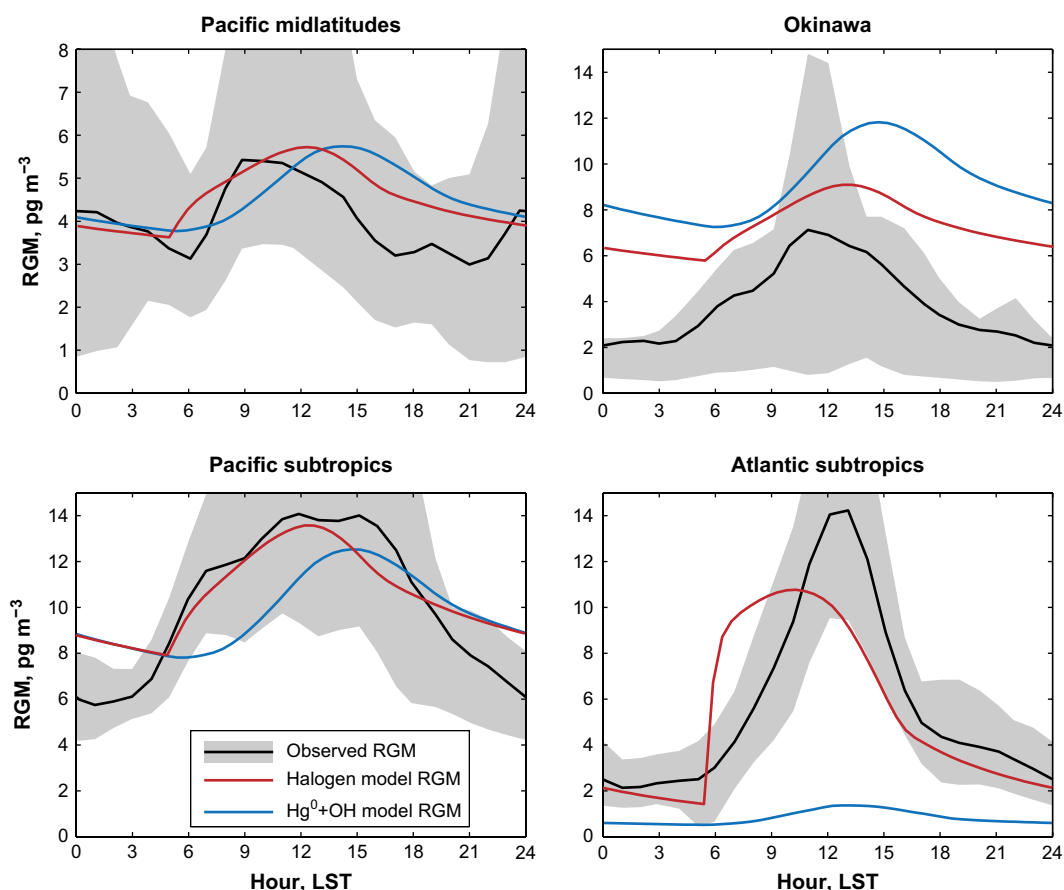 Pacific midlatitudes
RGM, pg m⁻³
8
7
6
5
4
3
2
1
0
0 3 6 9 12 15 18 21 24
Okinawa
14
12
10
8
6
4
2
0
0 3 6 9 12 15 18 21 24
Pacific subtropics
RGM, pg m⁻³
14
12
10
8
6
4
2
0
Observed RGM
Halogen model RGM
Hg⁰+OH model RGM
0 3 6 9 12 15 18 21 24
Hour, LST
Atlantic subtropics
14
12
10
8
6
4
2
0
0 3 6 9 12 15 18 21 24
Hour, LST